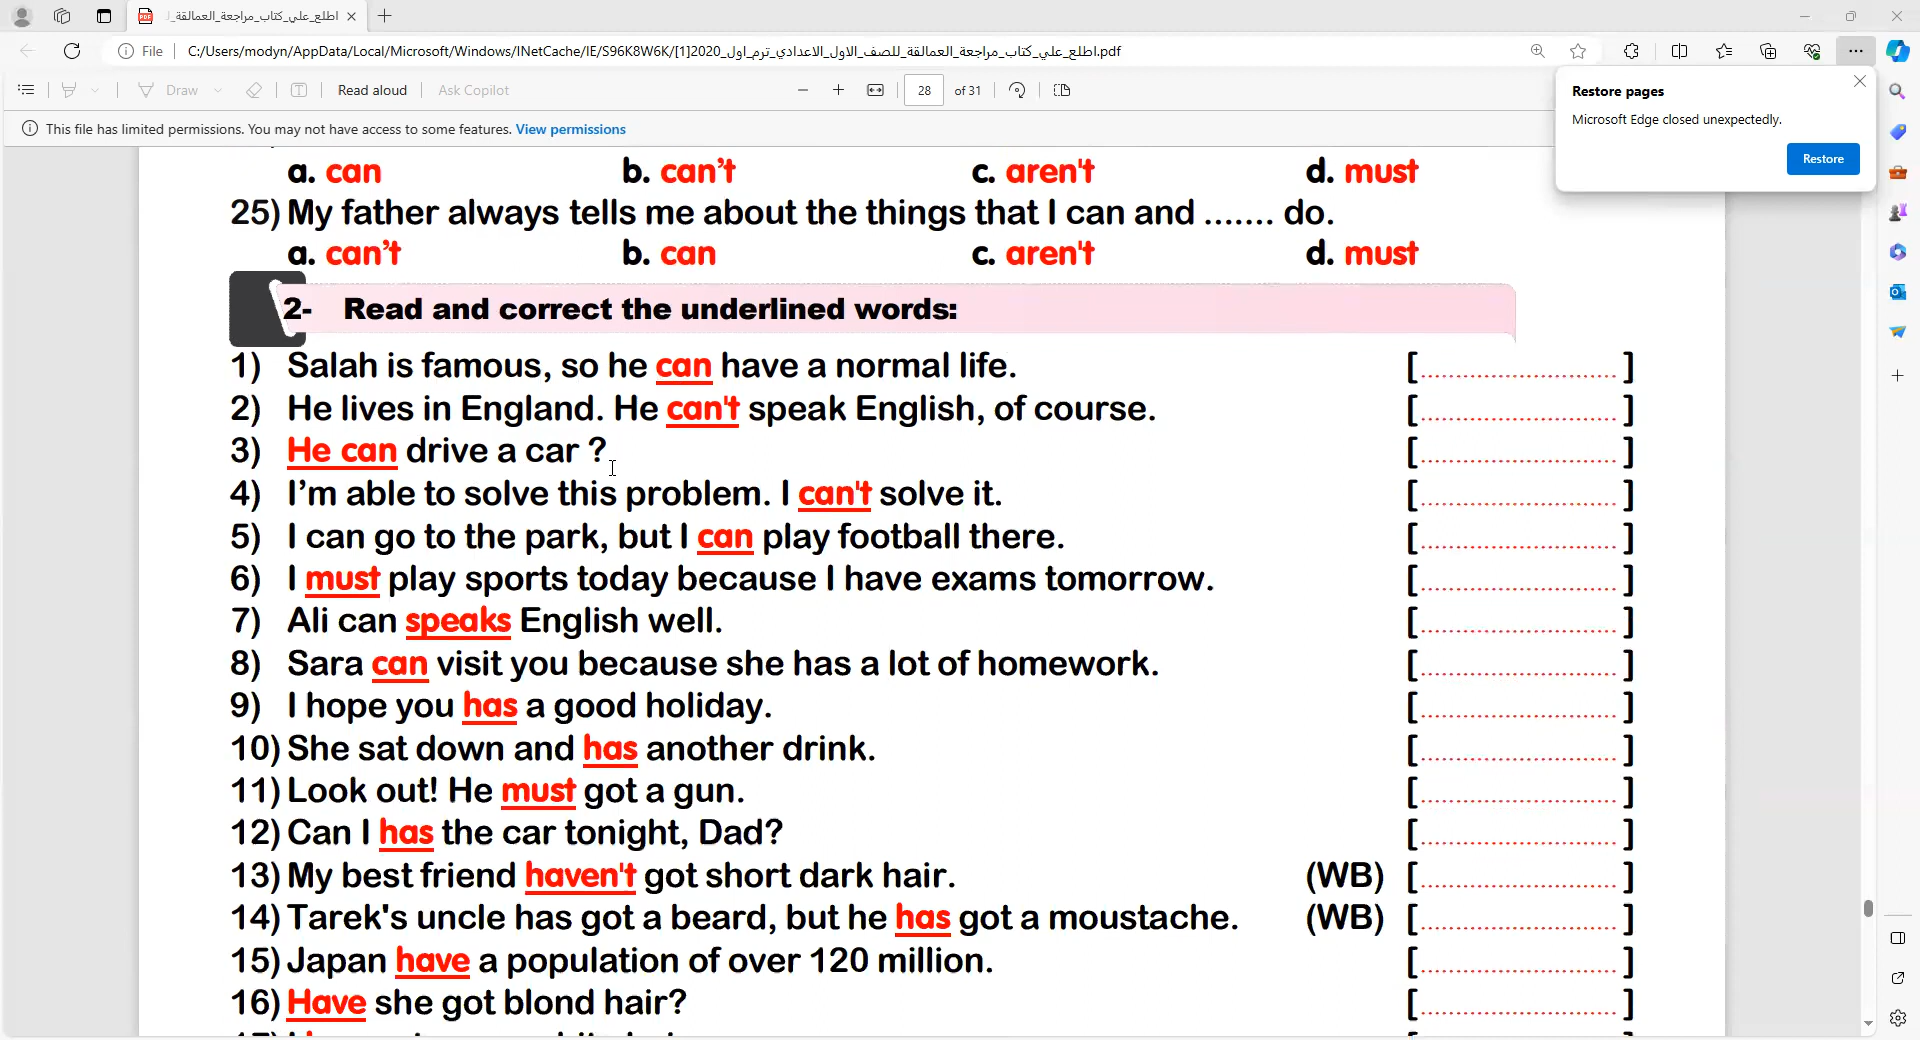 اطلع_علي_كتاب_مراجعة_العمالقة_ل
File
C:/Users/modyn/AppData/Local/Microsoft/Windows/INetCache/IE/S96K8W6K/[1]2020_اطلع_علي_كتاب_مراجعة_العمالقة_للصف_الاول_الاعدادي_ترم_اول.pdf
Draw
Read aloud
Ask Copilot
28 of 31
Restore pages
Microsoft Edge closed unexpectedly.
Restore
This file has limited permissions. You may not have access to some features. View permissions
a. can b. can’t c. aren't d. must
25) My father always tells me about the things that I can and ....... do.
a. can’t b. can c. aren't d. must
2- Read and correct the underlined words:
1) Salah is famous, so he can have a normal life. [............................]
2) He lives in England. He can't speak English, of course. [............................]
3) He can drive a car ? [............................]
4) I’m able to solve this problem. I can't solve it. [............................]
5) I can go to the park, but I can play football there. [............................]
6) I must play sports today because I have exams tomorrow. [............................]
7) Ali can speaks English well. [............................]
8) Sara can visit you because she has a lot of homework. [............................]
9) I hope you has a good holiday. [............................]
10) She sat down and has another drink. [............................]
11) Look out! He must got a gun. [............................]
12) Can I has the car tonight, Dad? [............................]
13) My best friend haven't got short dark hair. (WB) [............................]
14) Tarek's uncle has got a beard, but he has got a moustache. (WB) [............................]
15) Japan have a population of over 120 million. [............................]
16) Have she got blond hair? [............................]